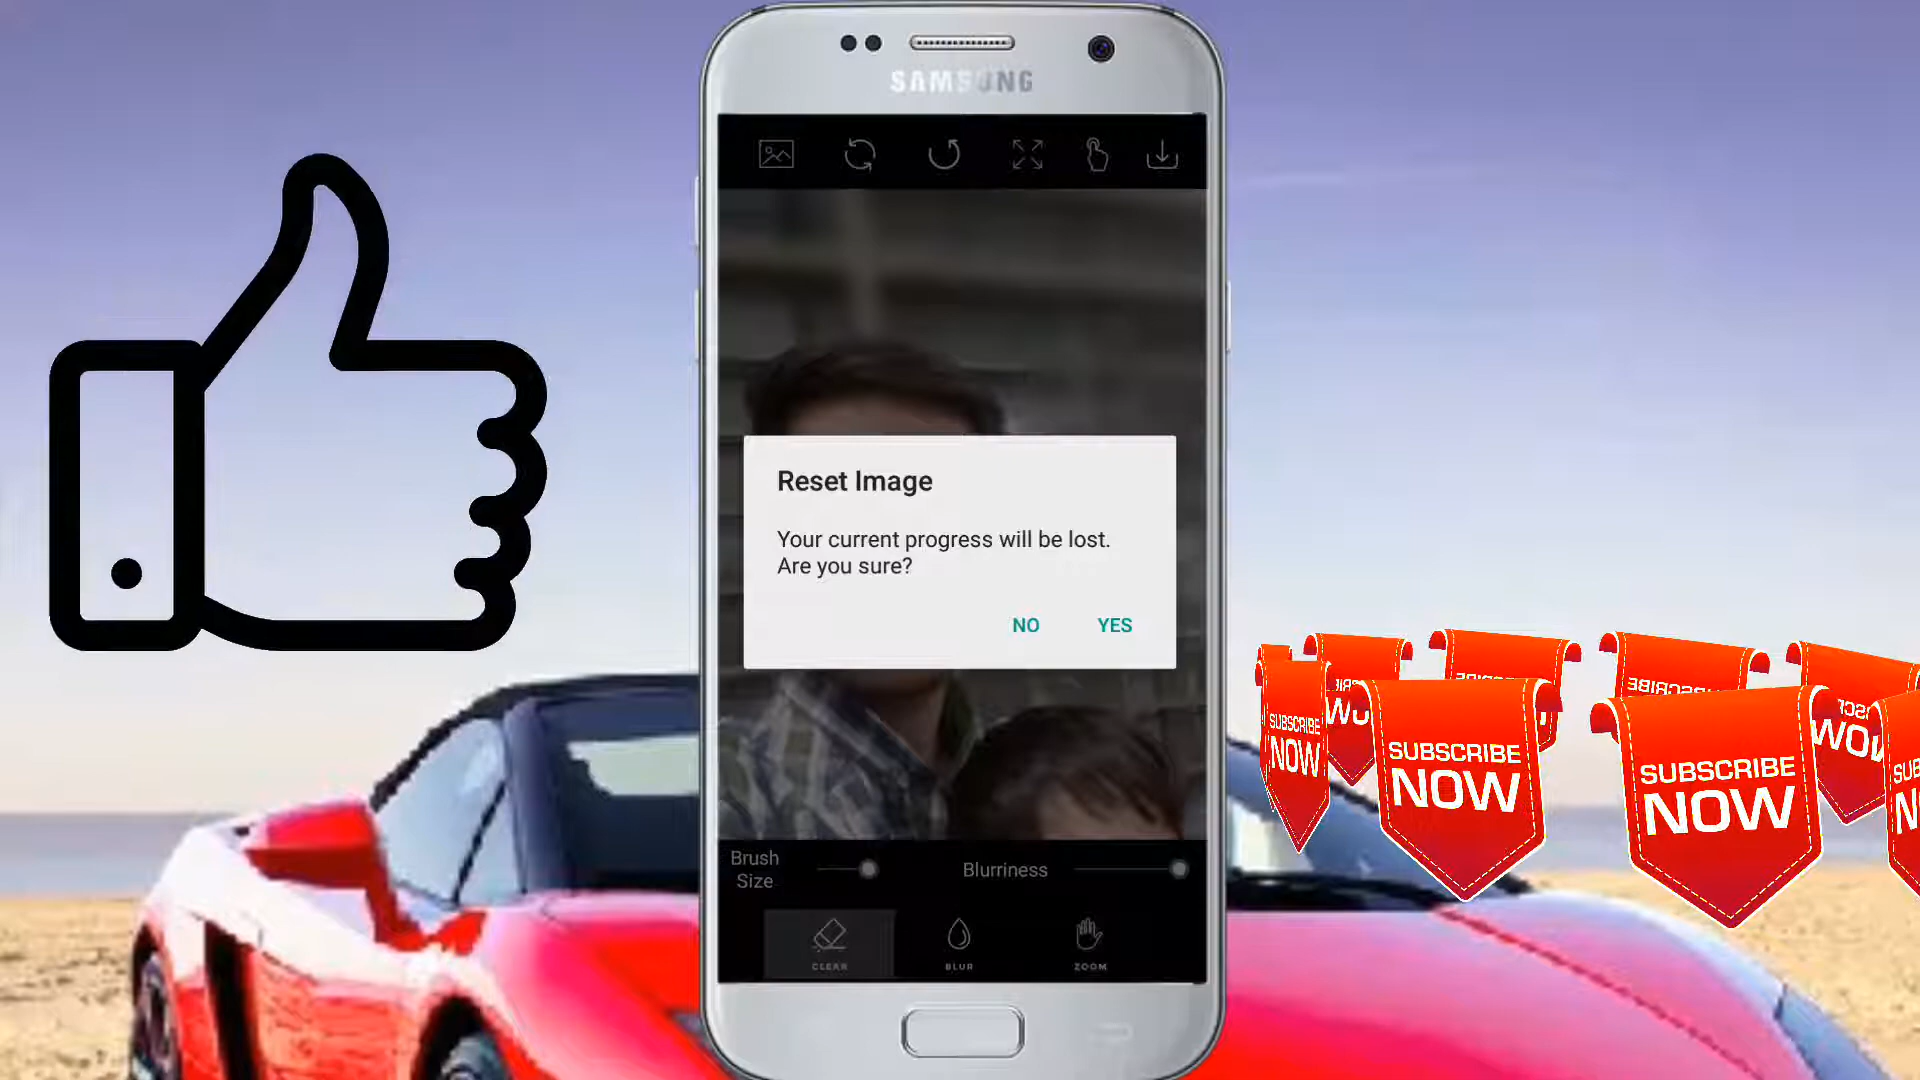 SAMSUNG
Reset Image
Your current progress will be lost.
Are you sure?
NO YES
Brush
Size
Blurriness
CLEAR BLUR ZOOM
SUBSCRIBE
NOW
SUBSCRIBE
NOW
SUBSCRIBE
NOW